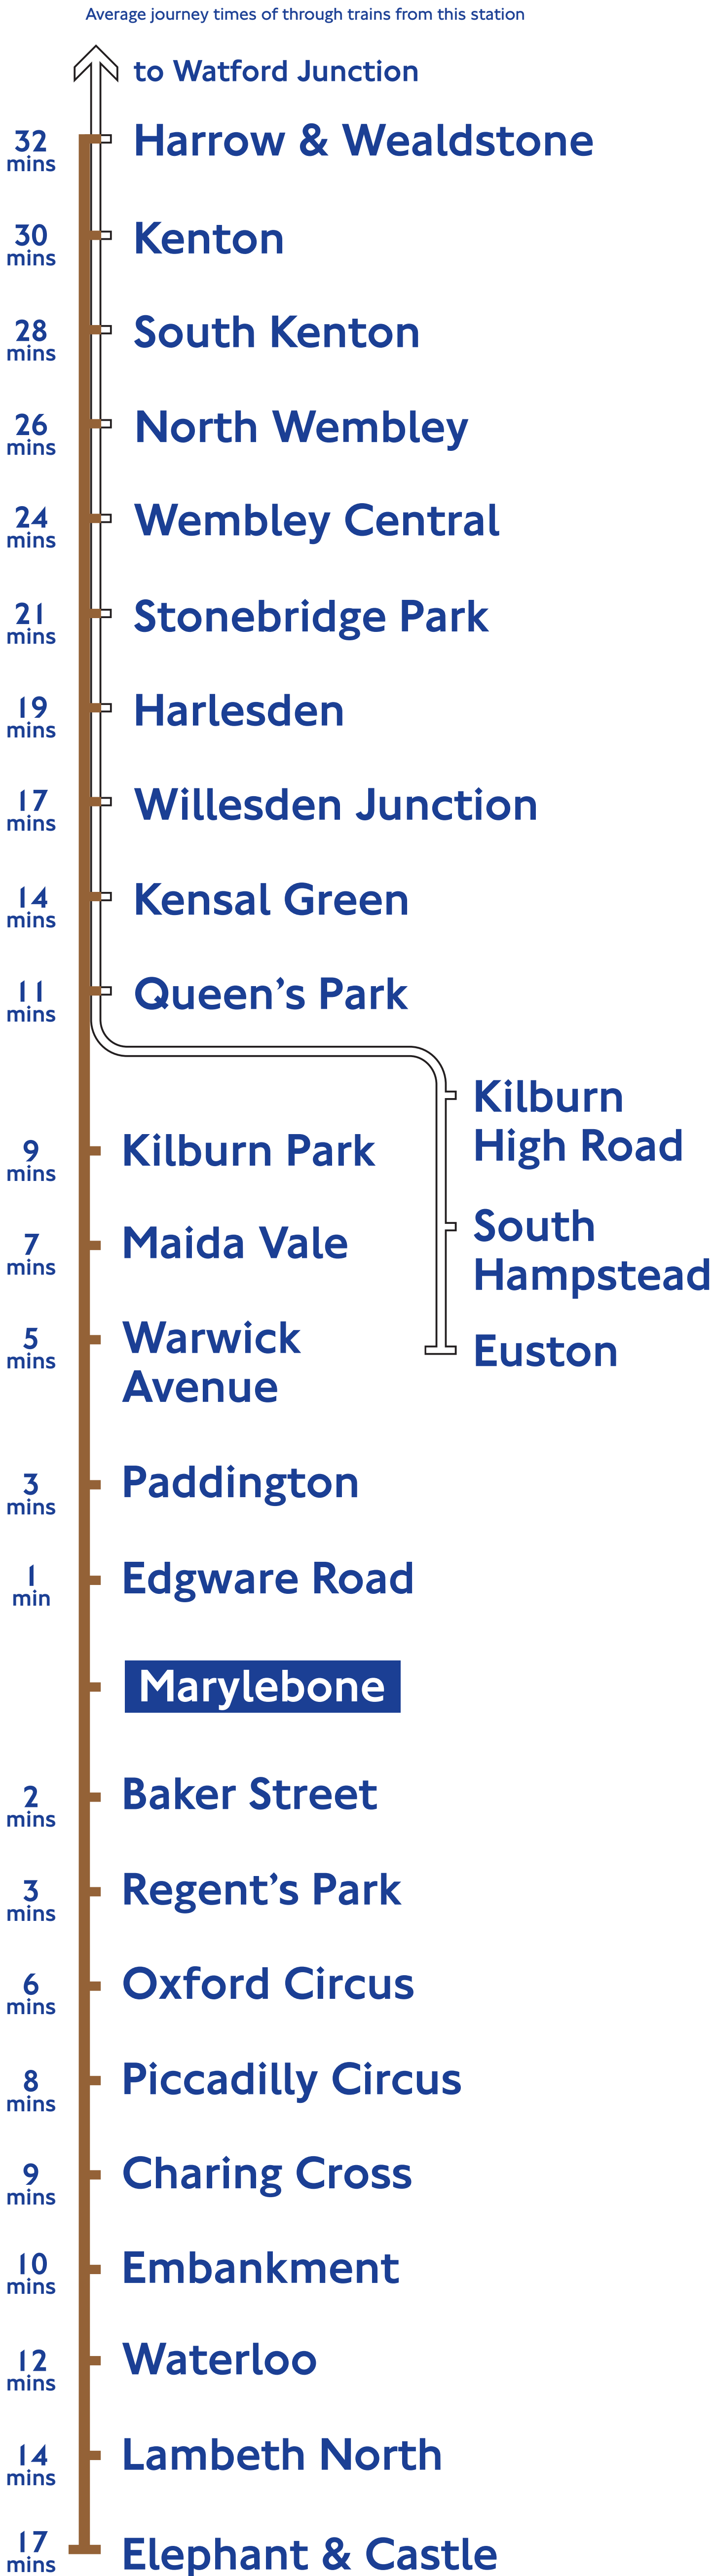 Average journey times of through trains from this station
to Watford Junction
32
mins
Harrow & Wealdstone
30
mins
Kenton
28
mins
South Kenton
26
mins
North Wembley
24
mins
Wembley Central
21
mins
Stonebridge Park
19
mins
Harlesden
17
mins
Willesden Junction
14
mins
Kensal Green
11
mins
Queen’s Park
Kilburn
High Road
9
mins
Kilburn Park
South
Hampstead
7
mins
Maida Vale
Euston
5
mins
Warwick
Avenue
3
mins
Paddington
1
min
Edgware Road
Marylebone
2
mins
Baker Street
3
mins
Regent’s Park
6
mins
Oxford Circus
8
mins
Piccadilly Circus
9
mins
Charing Cross
10
mins
Embankment
12
mins
Waterloo
14
mins
Lambeth North
17
mins
Elephant & Castle